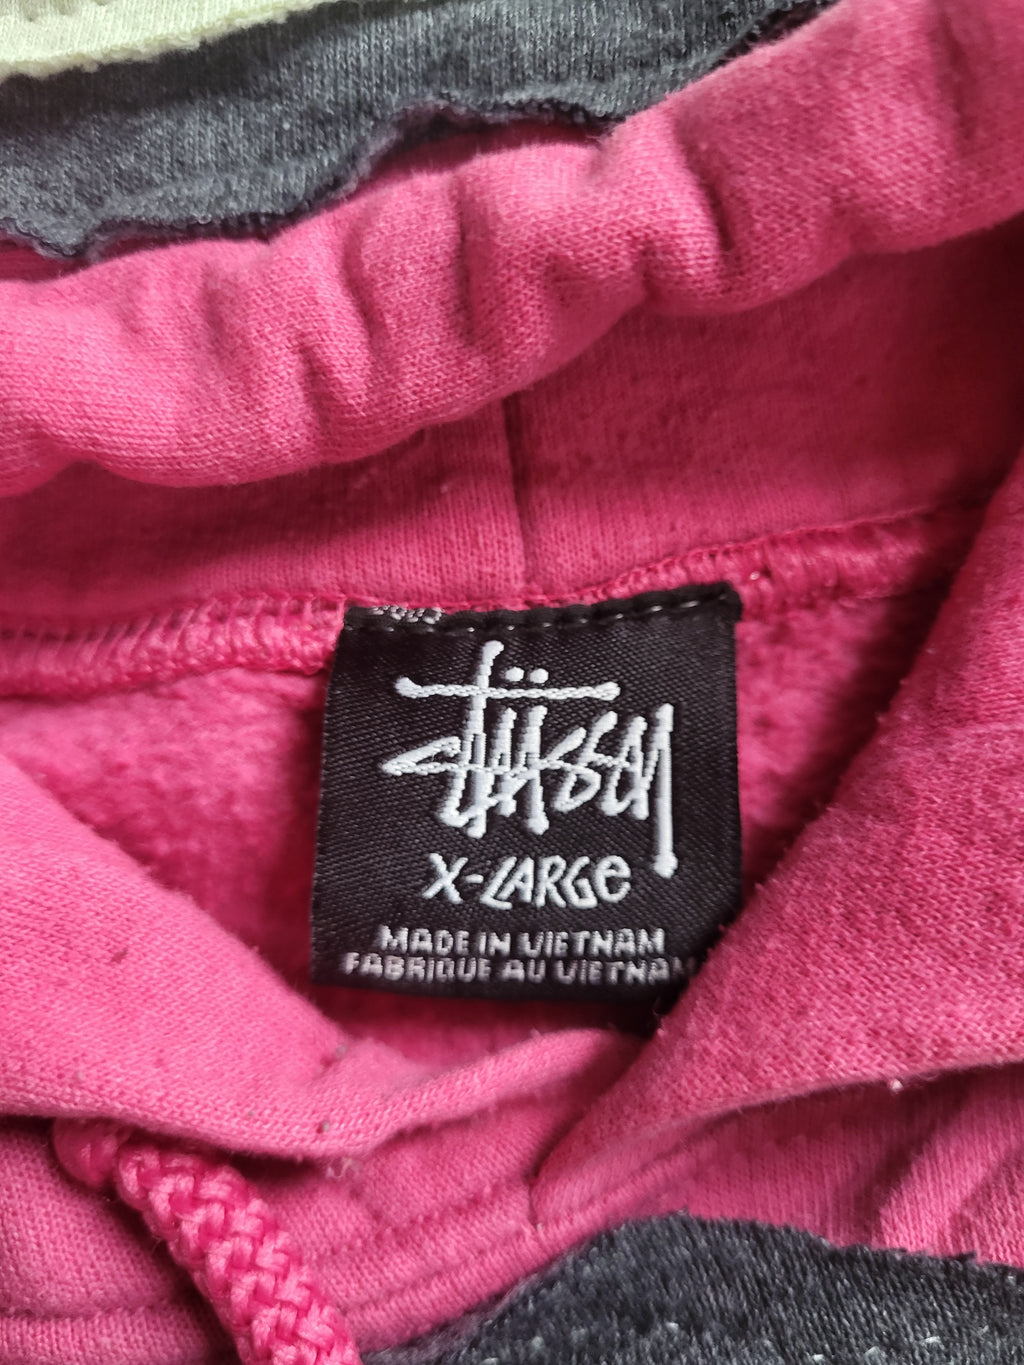 Stüssy
X-LARGe
MADE IN VIETNAM
FABRIQUE AU VIETNAM